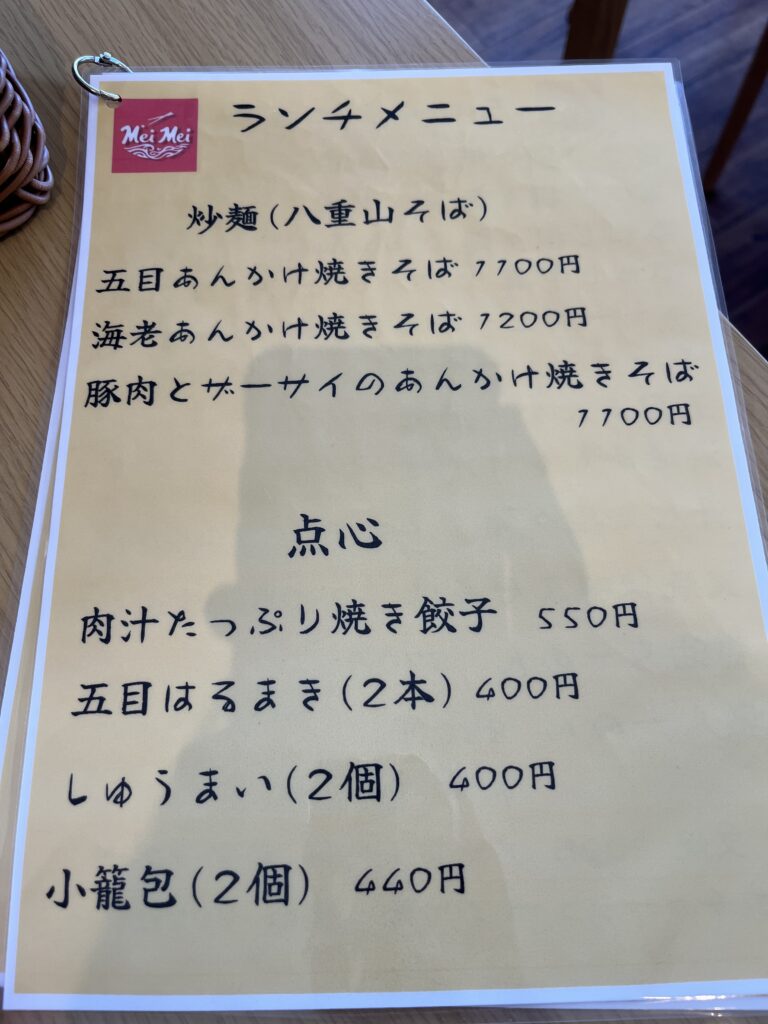 Mei Mei
ランチメニュー
炒麺(八重山そば)
五目あんかけ焼きそば 1100円
海老あんかけ焼きそば 1200円
豚肉とザーサイのあんかけ焼きそば
1100円
点心
肉汁たっぷり焼き餃子 550円
五目はるまき(2本) 400円
しゅうまい(2個) 400円
小籠包(2個) 440円